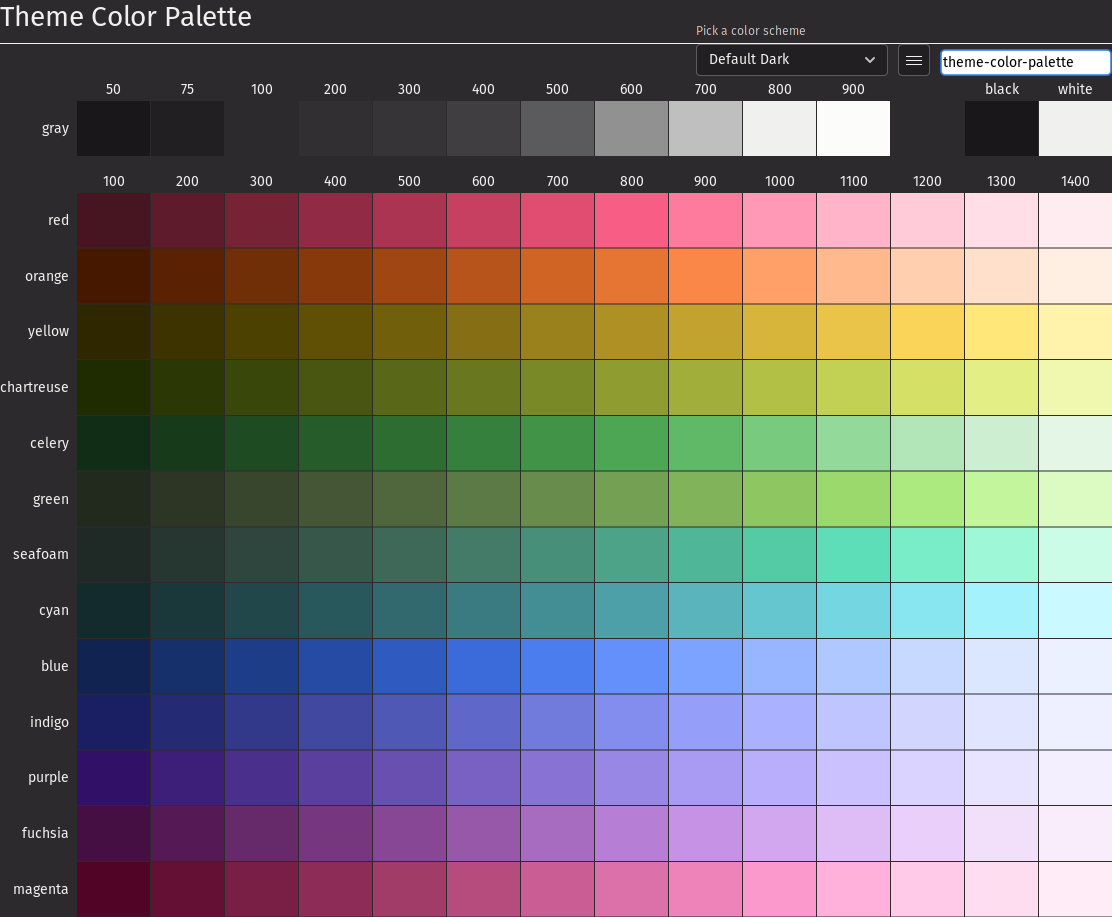 Theme Color Palette
Pick a color scheme
Default Dark
theme-color-palette
50 75 100 200 300 400 500 600 700 800 900 black white
gray
100 200 300 400 500 600 700 800 900 1000 1100 1200 1300 1400
red
orange
yellow
chartreuse
celery
green
seafoam
cyan
blue
indigo
purple
fuchsia
magenta